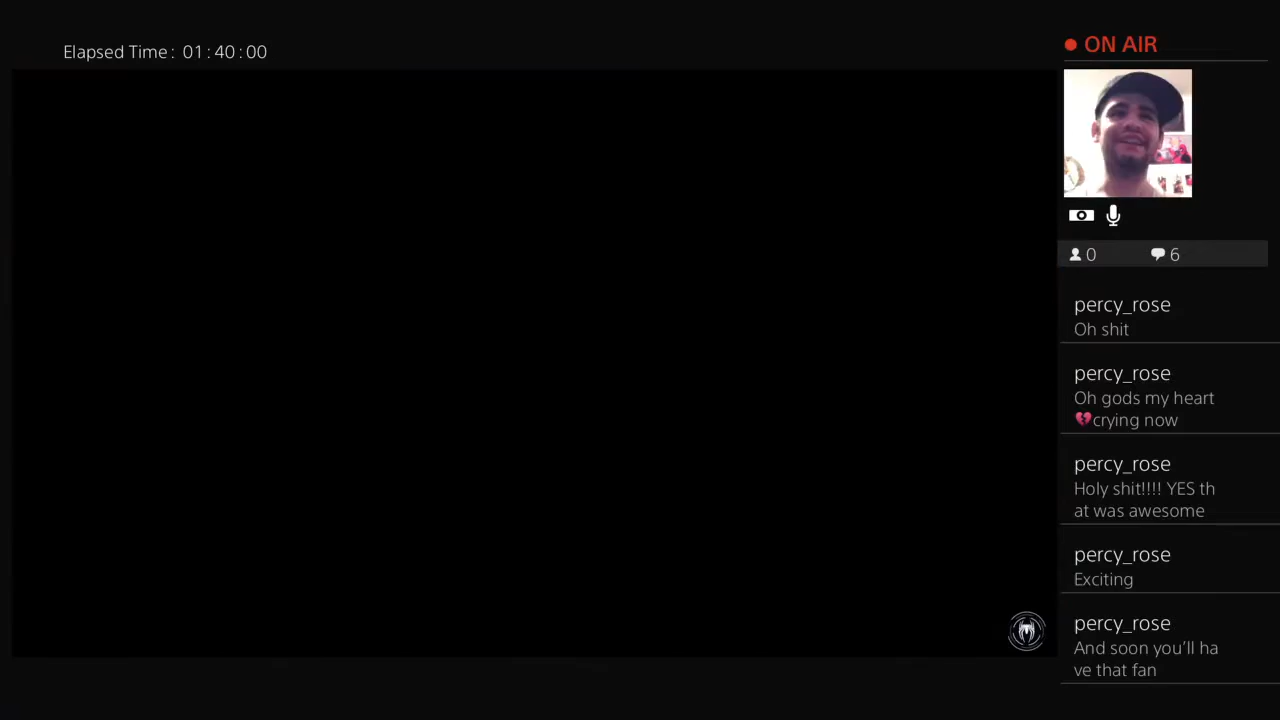 Elapsed Time: 01:40:00
ON AIR
0 6
percy_rose
Oh shit
percy_rose
Oh gods my heart
💔crying now
percy_rose
Holy shit!!!! YES th
at was awesome
percy_rose
Exciting
percy_rose
And soon you'll ha
ve that fan